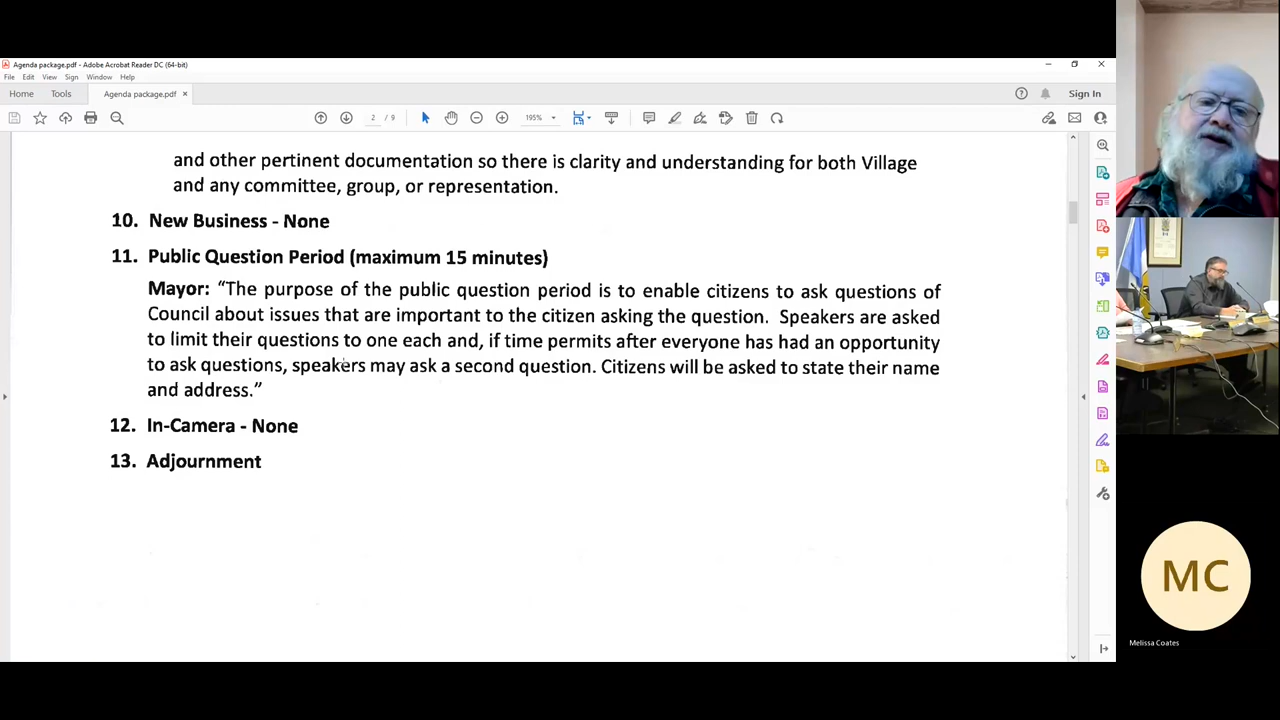 Agenda package.pdf - Adobe Acrobat Reader DC (64-bit)
File Edit View Sign Window Help
Home Tools Agenda package.pdf × Sign In
2 / 9 195%
and other pertinent documentation so there is clarity and understanding for both Village
and any committee, group, or representation.
10. New Business - None
11. Public Question Period (maximum 15 minutes)
Mayor: “The purpose of the public question period is to enable citizens to ask questions of
Council about issues that are important to the citizen asking the question. Speakers are asked
to limit their questions to one each and, if time permits after everyone has had an opportunity
to ask questions, speakers may ask a second question. Citizens will be asked to state their name
and address.”
12. In-Camera - None
13. Adjournment
MC
Melissa Coates